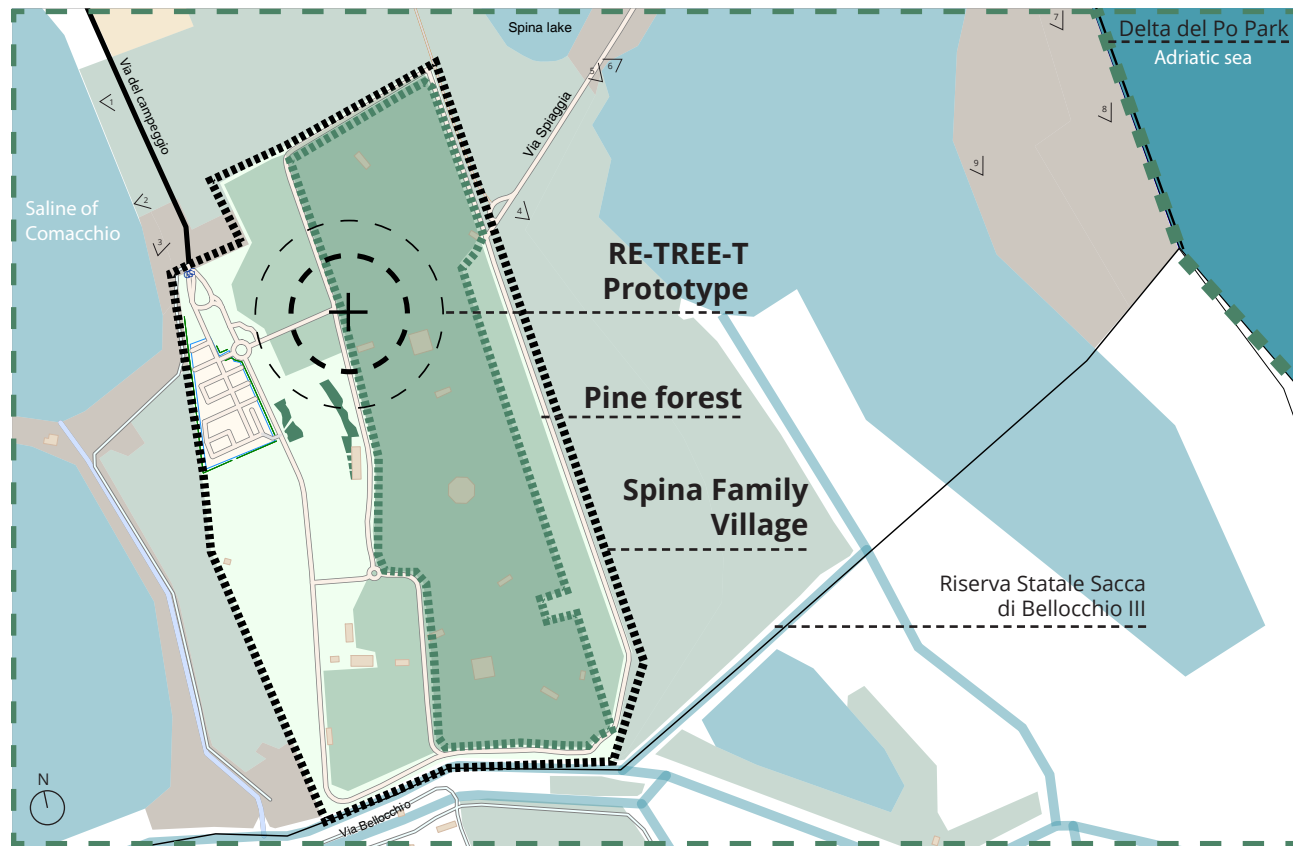 Spina lake
7
Delta del Po Park
Adriatic sea
Via del campeggio
5
6
1
Via Spiaggia
8
9
2
Saline of
Comacchio
4
3
RE-TREE-T
Prototype
Pine forest
Spina Family
Village
Riserva Statale Sacca
di Bellocchio III
N
Via Bellocchio